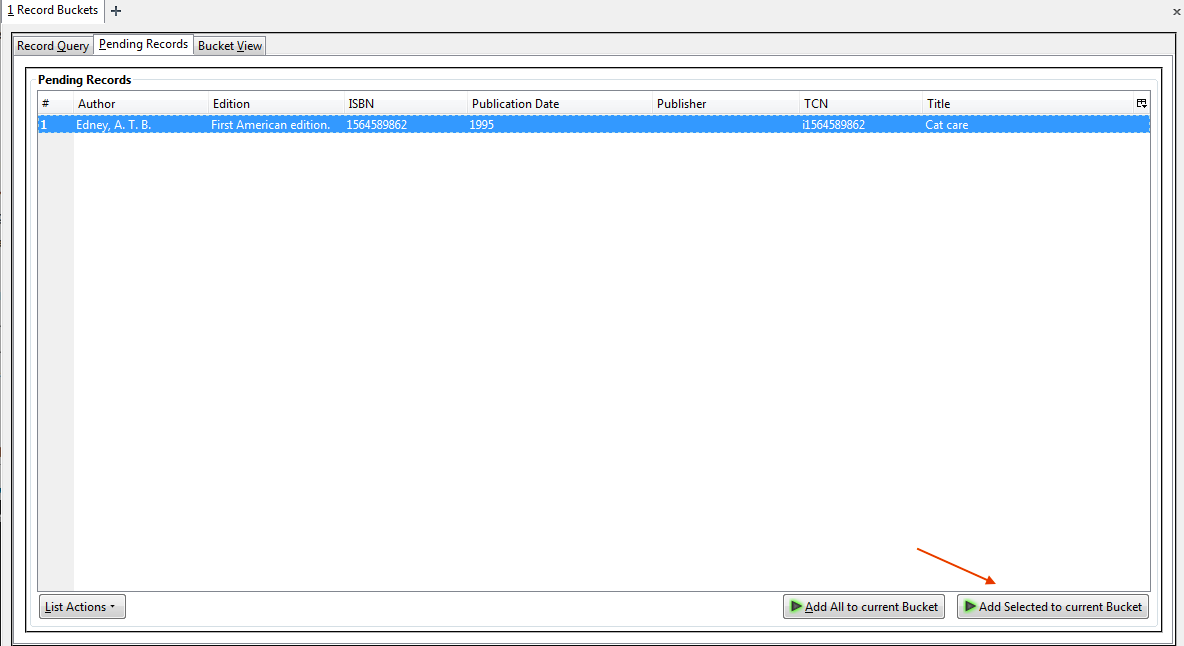 1 Record Buckets +
Record Query Pending Records Bucket View
Pending Records
# Author Edition ISBN Publication Date Publisher TCN Title
1 Edney, A. T. B. First American edition. 1564589862 1995 i1564589862 Cat care
List Actions Add All to current Bucket Add Selected to current Bucket